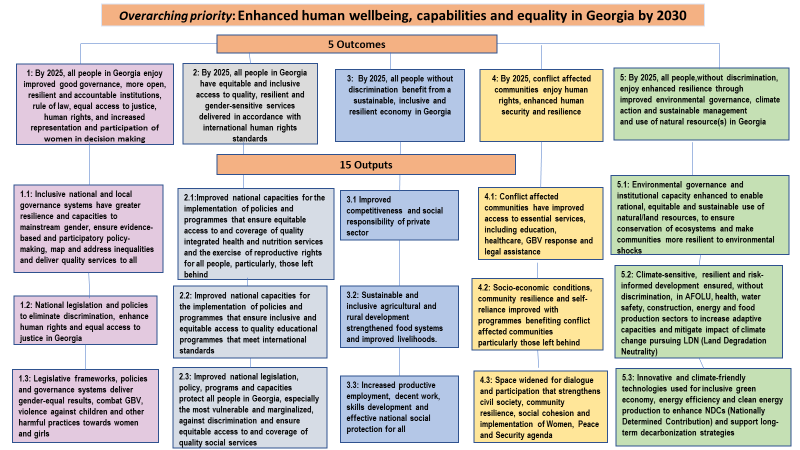 Overarching priority: Enhanced human wellbeing, capabilities and equality in Georgia by 2030
5 Outcomes
1: By 2025, all people in Georgia enjoy
improved good governance, more open,
resilient and accountable institutions,
rule of law, equal access to justice,
human rights, and increased
representation and participation of
women in decision making
2: By 2025, all people in Georgia
have equitable and inclusive
access to quality, resilient and
gender-sensitive services
delivered in accordance with
international human rights
standards
3: By 2025, all people without
discrimination benefit from a
sustainable, inclusive and
resilient economy in Georgia
4: By 2025, conflict affected
communities enjoy human
rights, enhanced human
security and resilience
5: By 2025, all people,without discrimination,
enjoy enhanced resilience through
improved environmental governance, climate
action and sustainable management
and use of natural resource(s) in Georgia
15 Outputs
1.1: Inclusive national and local
governance systems have greater
resilience and capacities to
mainstream gender, ensure evidence-
based and participatory policy-
making, map and address inequalities
and deliver quality services to all
2.1:Improved national capacities for the
implementation of policies and
programmes that ensure equitable
access to and coverage of quality
integrated health and nutrition services
and the exercise of reproductive rights
for all people, particularly, those left
behind
3.1 Improved
competitiveness and social
responsibility of private
sector
4.1: Conflict affected
communities have improved
access to essential services,
including education,
healthcare, GBV response and
legal assistance
5.1: Environmental governance and
institutional capacity enhanced to enable
rational, equitable and sustainable use of
natural/land resources, to ensure
conservation of ecosystems and make
communities more resilient to environmental
shocks
1.2: National legislation and policies
to eliminate discrimination, enhance
human rights and equal access to
justice in Georgia
2.2: Improved national capacities for
the implementation of policies and
programmes that ensure inclusive and
equitable access to quality educational
programmes that meet international
standards
3.2: Sustainable and
inclusive agricultural and
rural development
strengthened food systems
and improved livelihoods.
4.2: Socio-economic conditions,
community resilience and self-
reliance improved with
programmes benefiting conflict
affected communities
particularly those left behind
5.2: Climate-sensitive, resilient and risk-
informed development ensured, without
discrimination, in AFOLU, health, water
safety, construction, energy and food
production sectors to increase adaptive
capacities and mitigate impact of climate
change pursuing LDN (Land Degradation
Neutrality)
1.3: Legislative frameworks, policies
and governance systems deliver
gender-equal results, combat GBV,
violence against children and other
harmful practices towards women
and girls
2.3: Improved national legislation,
policy, programs and capacities
protect all people in Georgia, especially
the most vulnerable and marginalized,
against discrimination and ensure
equitable access to and coverage of
quality social services
3.3: Increased productive
employment, decent work,
skills development and
effective national social
protection for all
4.3: Space widened for dialogue
and participation that strengthens
civil society, community
resilience, social cohesion and
implementation of Women, Peace
and Security agenda
5.3: Innovative and climate-friendly
technologies used for inclusive green
economy, energy efficiency and clean energy
production to enhance NDCs (Nationally
Determined Contribution) and support long-
term decarbonization strategies